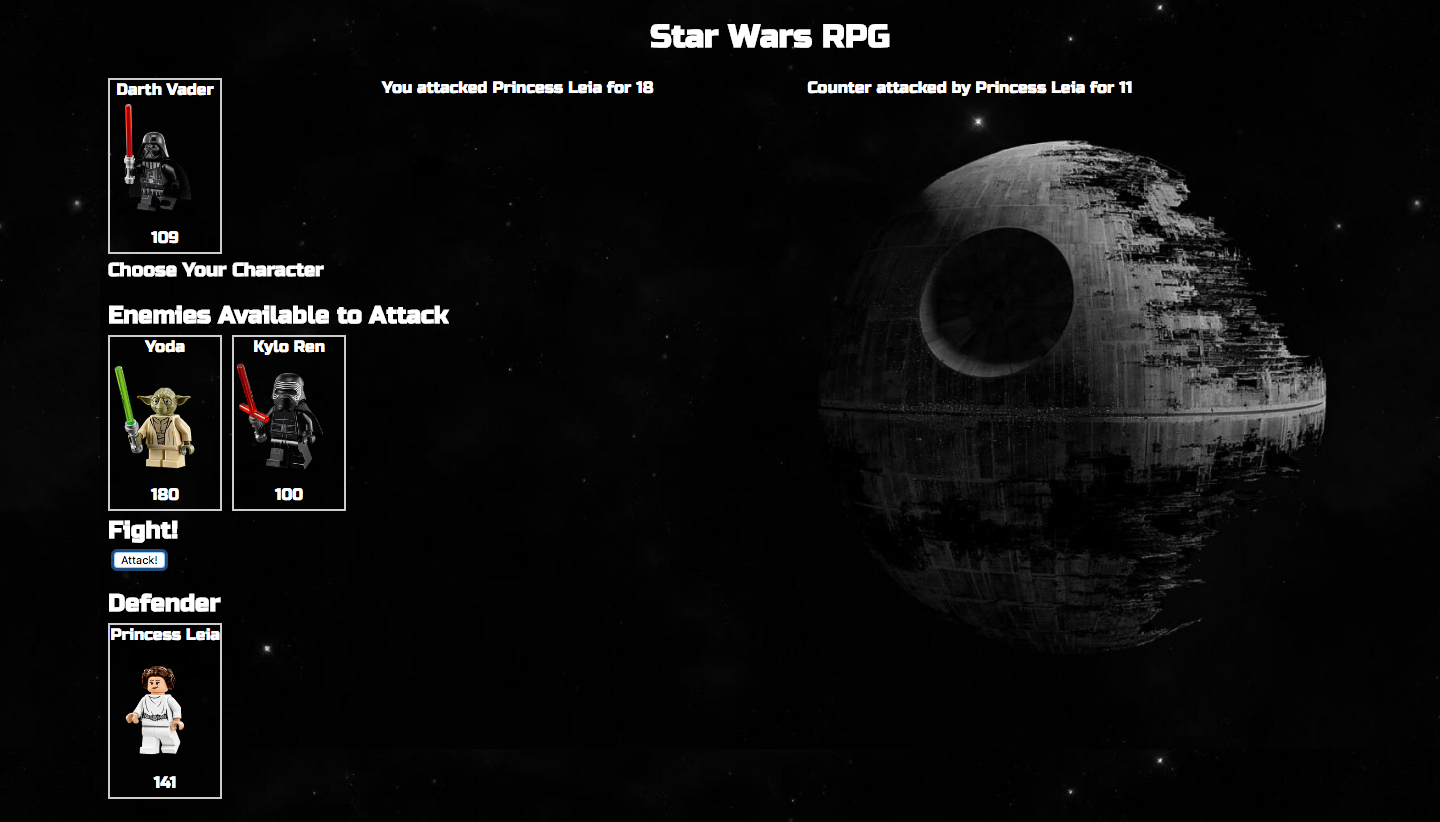 Star Wars RPG
Darth Vader
109
You attacked Princess Leia for 18
Counter attacked by Princess Leia for 11
Choose Your Character
Enemies Available to Attack
Yoda
180
Kylo Ren
100
Fight!
Attack!
Defender
Princess Leia
141